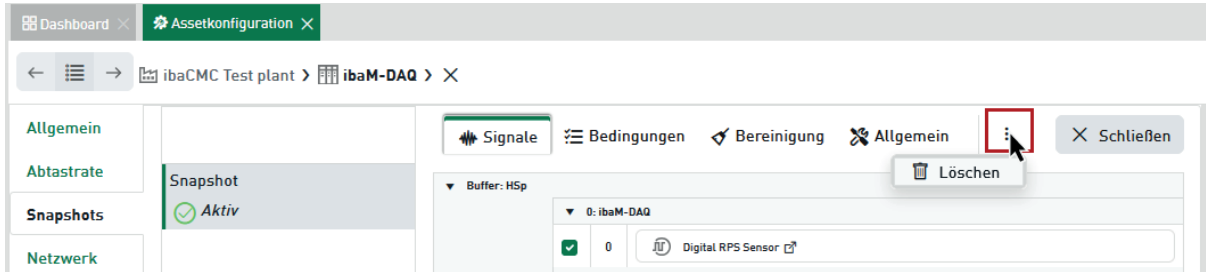 Dashboard Assetkonfiguration
ibaCMC Test plant ibaM-DAQ
Allgemein
Abtastrate
Snapshots
Netzwerk
Snapshot
Aktiv
Signale Bedingungen Bereinigung Allgemein Schließen
Löschen
Buffer: HSp
0: ibaM-DAQ
0 Digital RPS Sensor